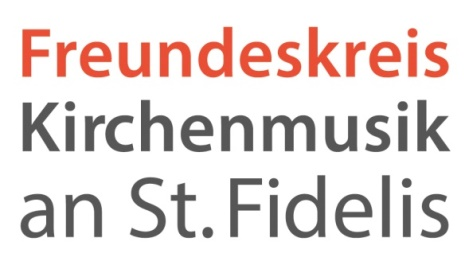 Freundeskreis
Kirchenmusik
an St. Fidelis